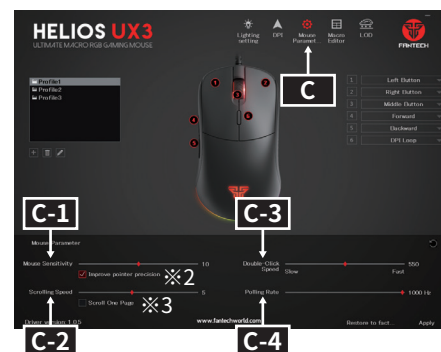 HELIOS UX3
ULTIMATE MACRO RGB GAMING MOUSE
Lighting setting
DPI
Mouse Paramet..
Macro Editor
LOD
FANTECH
C
Profile1
Profile2
Profile3
1
2
3
4
5
6
1 Left Button
2 Right Button
3 Middle Button
4 Forward
5 Backward
6 DPI Loop
C-1
C-3
Mouse Parameter
Mouse Sensitivity 10
Improve pointer precision ※2
Double-Click Speed 550
Slow Fast
Scrolling Speed 5
Scroll One Page ※3
Polling Rate 1000 Hz
Driver version 1.0.5
www.fantechworld.com
Restore to fact...
Apply
C-2
C-4